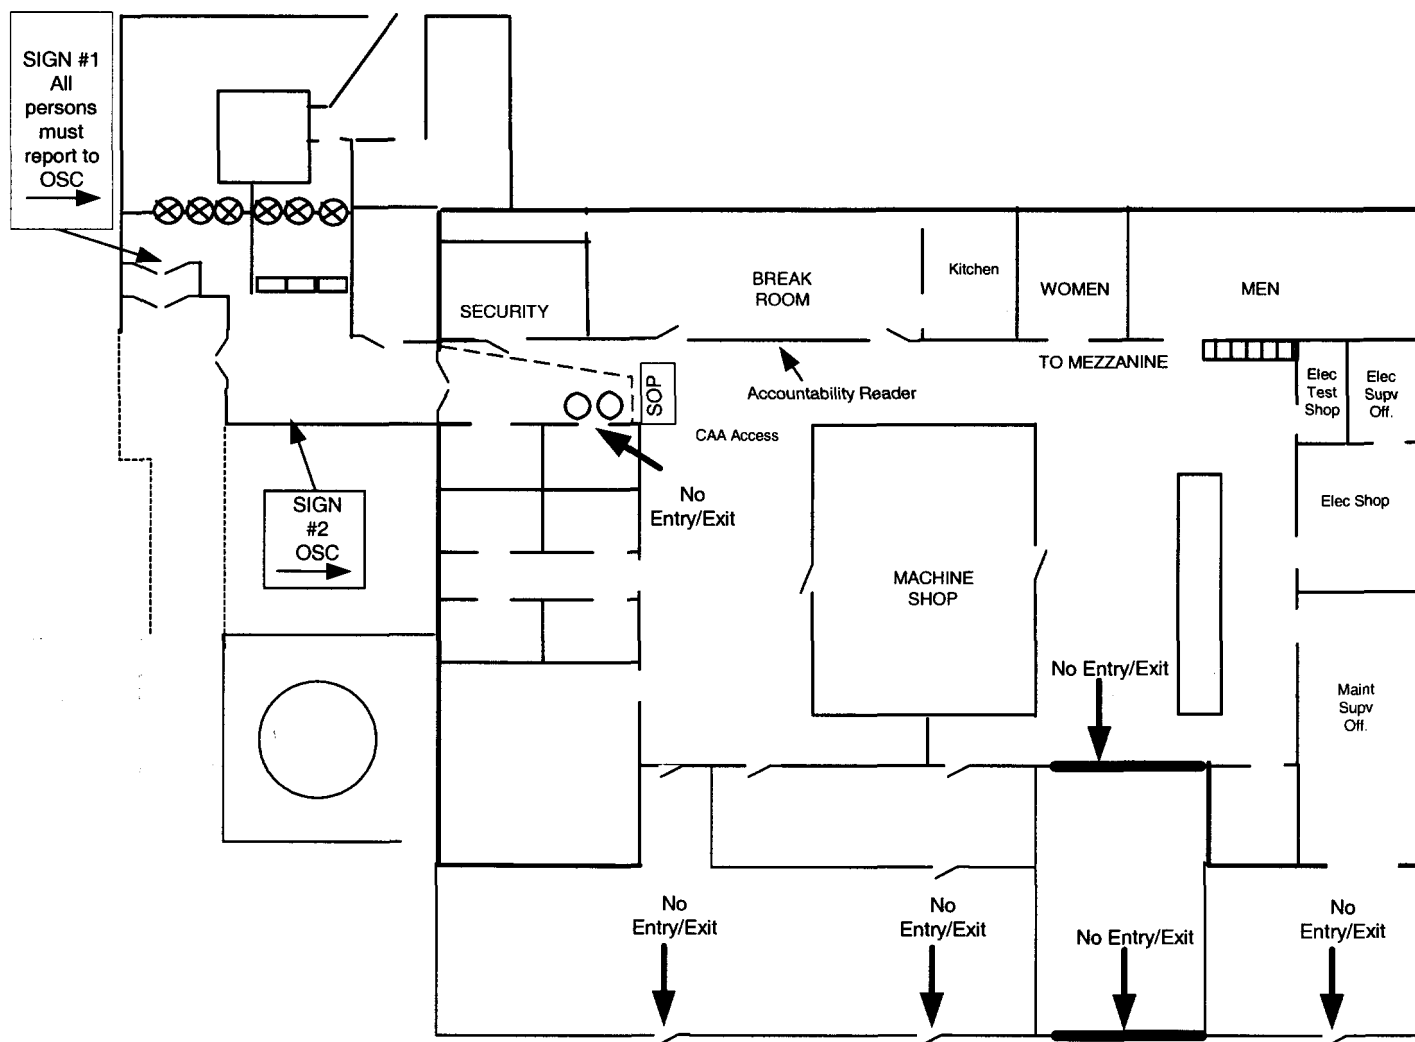 SIGN #1
All
persons
must
report to
OSC
SECURITY
BREAK
ROOM
Kitchen
WOMEN
MEN
TO MEZZANINE
SOP
Accountability Reader
CAA Access
Elec
Test
Shop
Elec
Supv
Off.
No
Entry/Exit
SIGN
#2
OSC
Elec Shop
MACHINE
SHOP
No Entry/Exit
Maint
Supv
Off.
No
Entry/Exit
No
Entry/Exit
No Entry/Exit
No
Entry/Exit